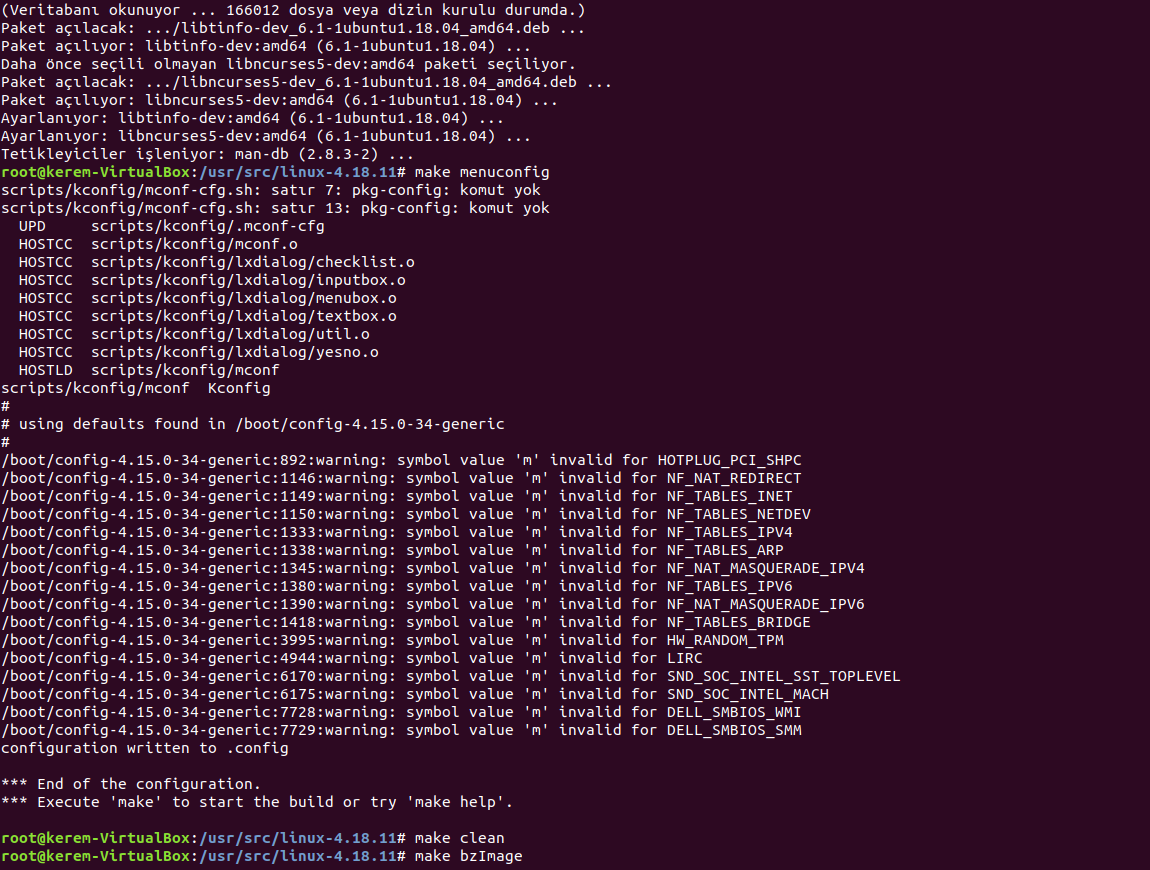 (Veritabanı okunuyor ... 166012 dosya veya dizin kurulu durumda.)
Paket açılacak: .../libtinfo-dev_6.1-1ubuntu1.18.04_amd64.deb ...
Paket açılıyor: libtinfo-dev:amd64 (6.1-1ubuntu1.18.04) ...
Daha önce seçili olmayan libncurses5-dev:amd64 paketi seçiliyor.
Paket açılacak: .../libncurses5-dev_6.1-1ubuntu1.18.04_amd64.deb ...
Paket açılıyor: libncurses5-dev:amd64 (6.1-1ubuntu1.18.04) ...
Ayarlanıyor: libtinfo-dev:amd64 (6.1-1ubuntu1.18.04) ...
Ayarlanıyor: libncurses5-dev:amd64 (6.1-1ubuntu1.18.04) ...
Tetikleyiciler işleniyor: man-db (2.8.3-2) ...
root@kerem-VirtualBox:/usr/src/linux-4.18.11# make menuconfig
scripts/kconfig/mconf-cfg.sh: satır 7: pkg-config: komut yok
scripts/kconfig/mconf-cfg.sh: satır 13: pkg-config: komut yok
  UPD     scripts/kconfig/.mconf-cfg
  HOSTCC  scripts/kconfig/mconf.o
  HOSTCC  scripts/kconfig/lxdialog/checklist.o
  HOSTCC  scripts/kconfig/lxdialog/inputbox.o
  HOSTCC  scripts/kconfig/lxdialog/menubox.o
  HOSTCC  scripts/kconfig/lxdialog/textbox.o
  HOSTCC  scripts/kconfig/lxdialog/util.o
  HOSTCC  scripts/kconfig/lxdialog/yesno.o
  HOSTLD  scripts/kconfig/mconf
scripts/kconfig/mconf  Kconfig
#
# using defaults found in /boot/config-4.15.0-34-generic
#
/boot/config-4.15.0-34-generic:892:warning: symbol value 'm' invalid for HOTPLUG_PCI_SHPC
/boot/config-4.15.0-34-generic:1146:warning: symbol value 'm' invalid for NF_NAT_REDIRECT
/boot/config-4.15.0-34-generic:1149:warning: symbol value 'm' invalid for NF_TABLES_INET
/boot/config-4.15.0-34-generic:1150:warning: symbol value 'm' invalid for NF_TABLES_NETDEV
/boot/config-4.15.0-34-generic:1333:warning: symbol value 'm' invalid for NF_TABLES_IPV4
/boot/config-4.15.0-34-generic:1338:warning: symbol value 'm' invalid for NF_TABLES_ARP
/boot/config-4.15.0-34-generic:1345:warning: symbol value 'm' invalid for NF_NAT_MASQUERADE_IPV4
/boot/config-4.15.0-34-generic:1380:warning: symbol value 'm' invalid for NF_TABLES_IPV6
/boot/config-4.15.0-34-generic:1390:warning: symbol value 'm' invalid for NF_NAT_MASQUERADE_IPV6
/boot/config-4.15.0-34-generic:1418:warning: symbol value 'm' invalid for NF_TABLES_BRIDGE
/boot/config-4.15.0-34-generic:3995:warning: symbol value 'm' invalid for HW_RANDOM_TPM
/boot/config-4.15.0-34-generic:4944:warning: symbol value 'm' invalid for LIRC
/boot/config-4.15.0-34-generic:6170:warning: symbol value 'm' invalid for SND_SOC_INTEL_SST_TOPLEVEL
/boot/config-4.15.0-34-generic:6175:warning: symbol value 'm' invalid for SND_SOC_INTEL_MACH
/boot/config-4.15.0-34-generic:7728:warning: symbol value 'm' invalid for DELL_SMBIOS_WMI
/boot/config-4.15.0-34-generic:7729:warning: symbol value 'm' invalid for DELL_SMBIOS_SMM
configuration written to .config

*** End of the configuration.
*** Execute 'make' to start the build or try 'make help'.

root@kerem-VirtualBox:/usr/src/linux-4.18.11# make clean
root@kerem-VirtualBox:/usr/src/linux-4.18.11# make bzImage